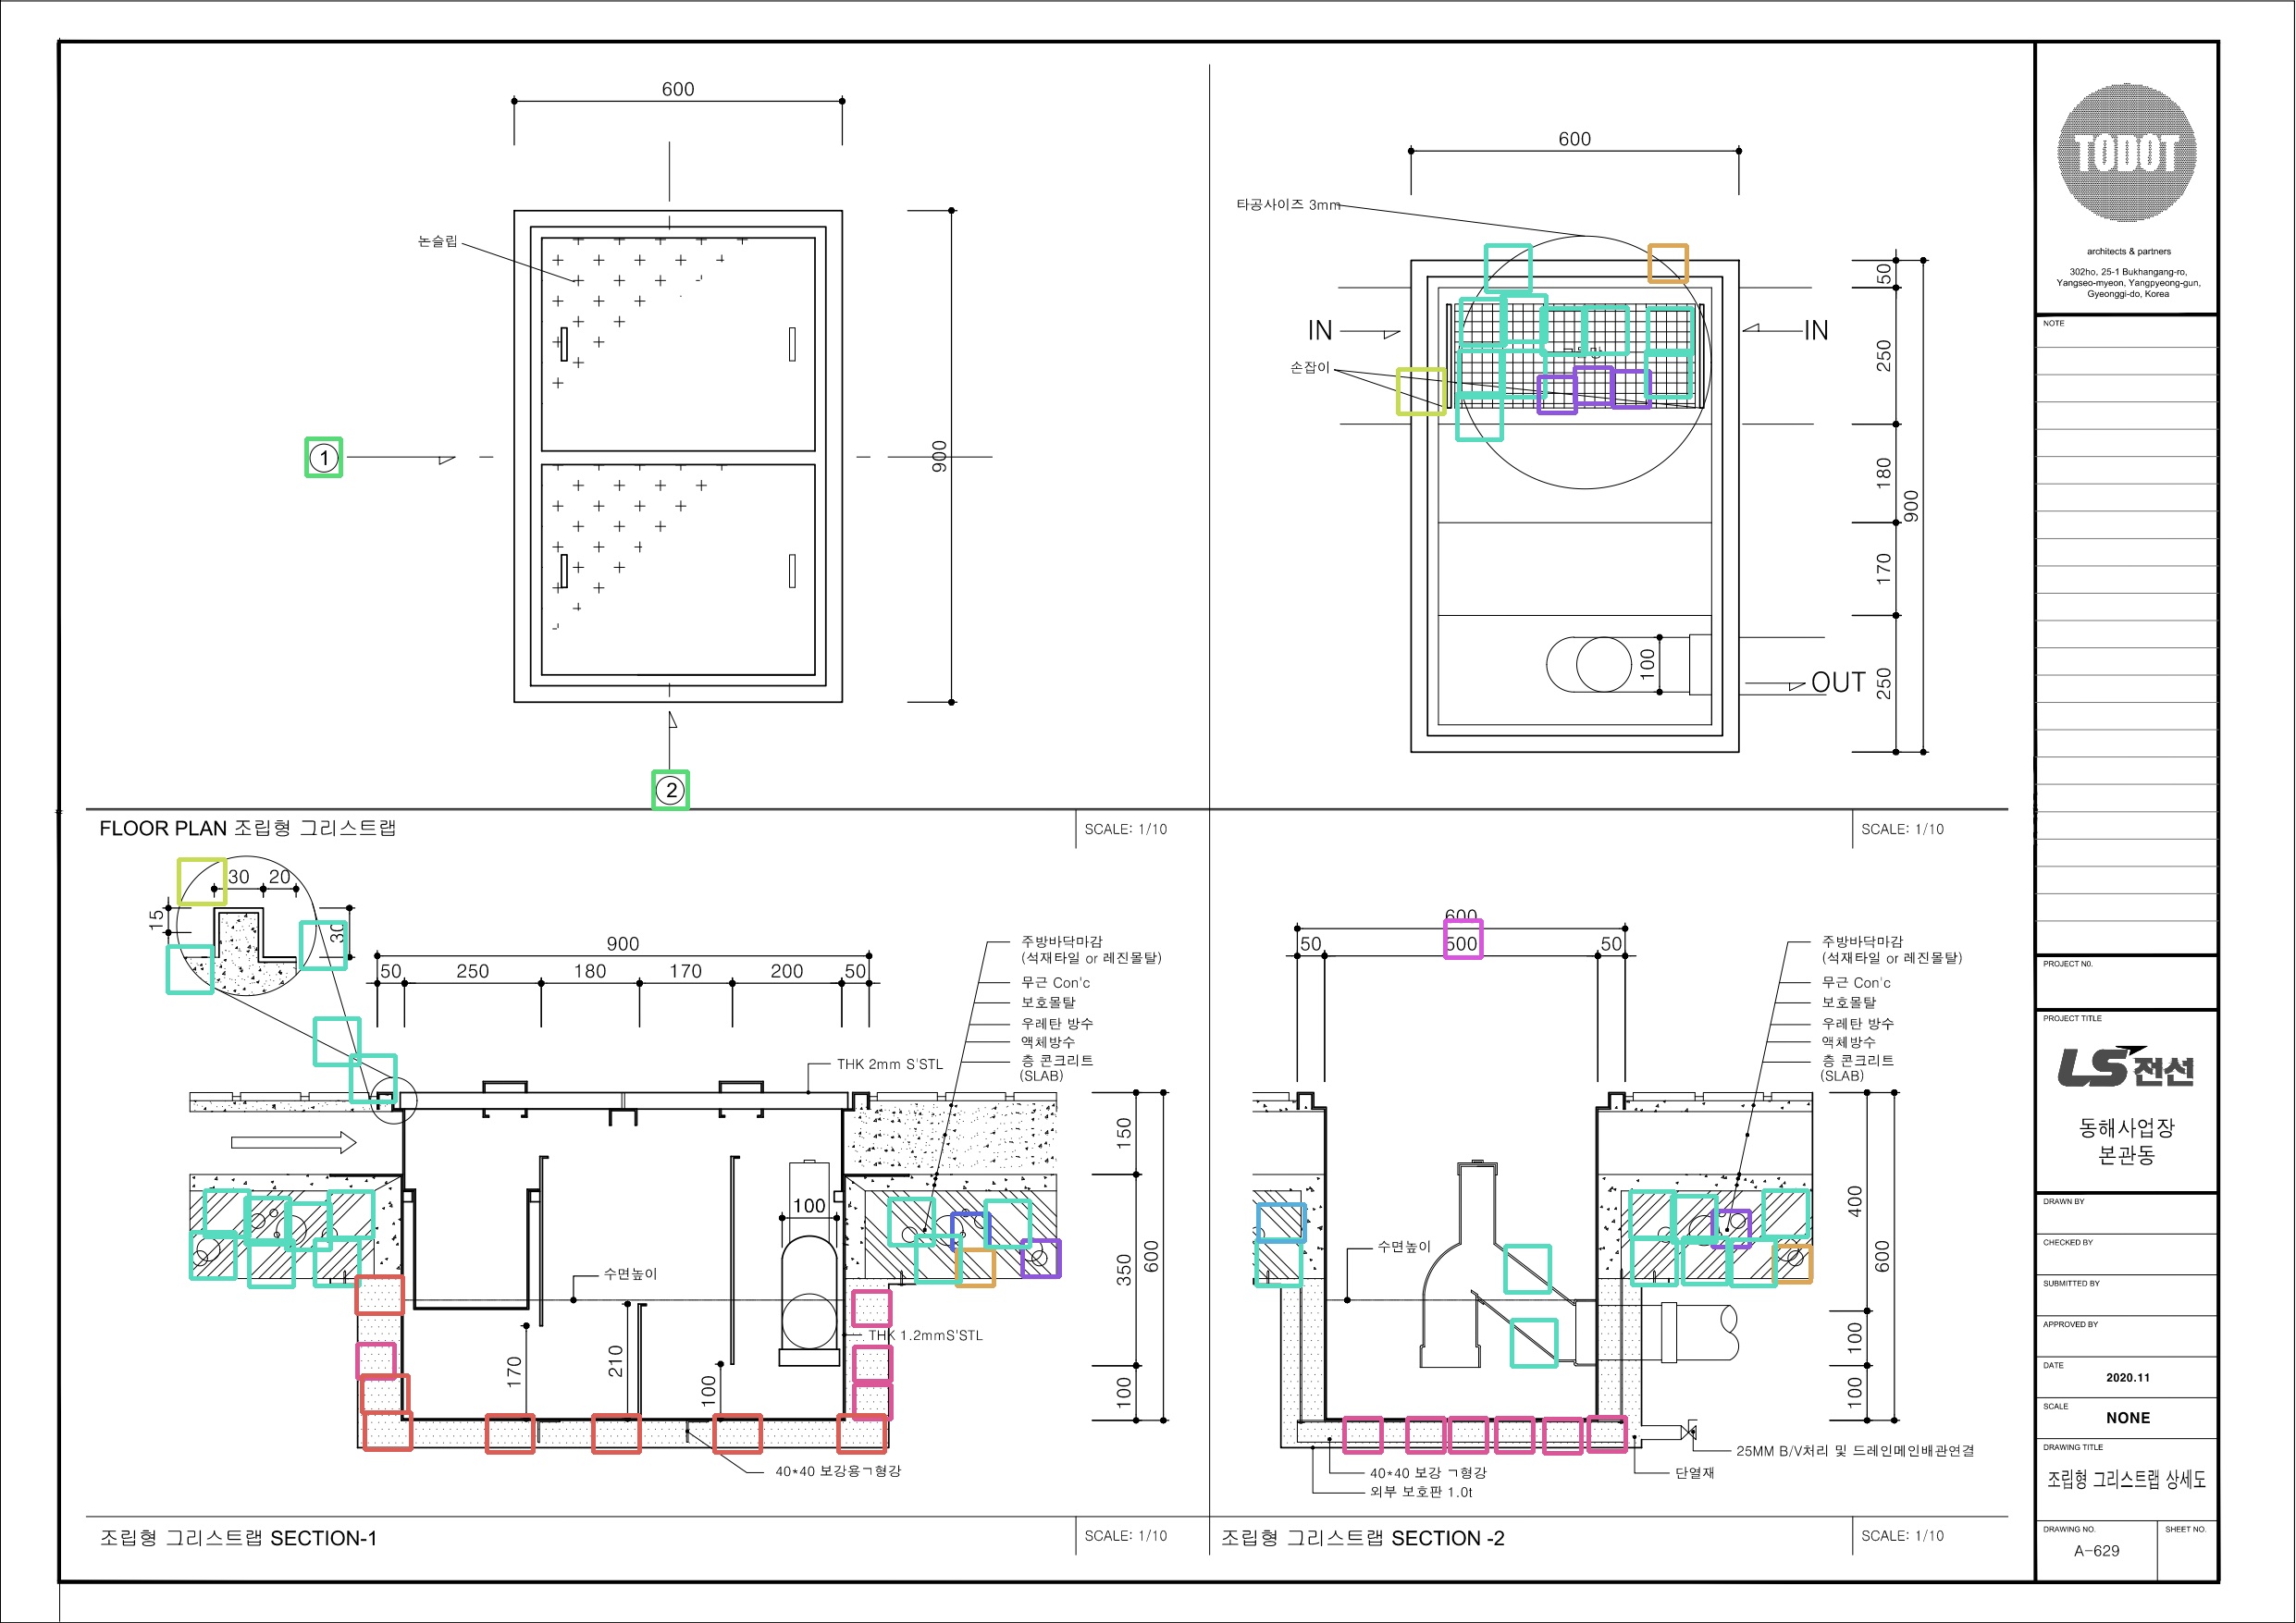 600
논슬립
900
1
2
FLOOR PLAN 조립형 그리스트랩
SCALE: 1/10
600
타공사이즈 3mm
IN
IN
손잡이
50
250
180
170
250
900
100
OUT
SCALE: 1/10
30
20
15
30
900
50
250
180
170
200
50
주방바닥마감
(석재타일 or 레진몰탈)
무근 Con'c
보호몰탈
우레탄 방수
액체방수
층 콘크리트
(SLAB)
THK 2mm S'STL
150
350
100
600
100
수면높이
THK 1.2mmS'STL
170
210
100
40*40 보강용ㄱ형강
조립형 그리스트랩 SECTION-1
SCALE: 1/10
600
50
500
50
주방바닥마감
(석재타일 or 레진몰탈)
무근 Con'c
보호몰탈
우레탄 방수
액체방수
층 콘크리트
(SLAB)
수면높이
400
100
100
600
25MM B/V처리 및 드레인메인배관연결
40*40 보강 ㄱ형강
단열재
외부 보호판 1.0t
조립형 그리스트랩 SECTION -2
SCALE: 1/10
TODOT
architects & partners
302ho, 25-1 Bukhangang-ro,
Yangseo-myeon, Yangpyeong-gun,
Gyeonggi-do, Korea
NOTE
PROJECT NO.
PROJECT TITLE
LS전선
동해사업장
본관동
DRAWN BY
CHECKED BY
SUBMITTED BY
APPROVED BY
DATE
2020.11
SCALE
NONE
DRAWING TITLE
조립형 그리스트랩 상세도
DRAWING NO.
SHEET NO.
A-629